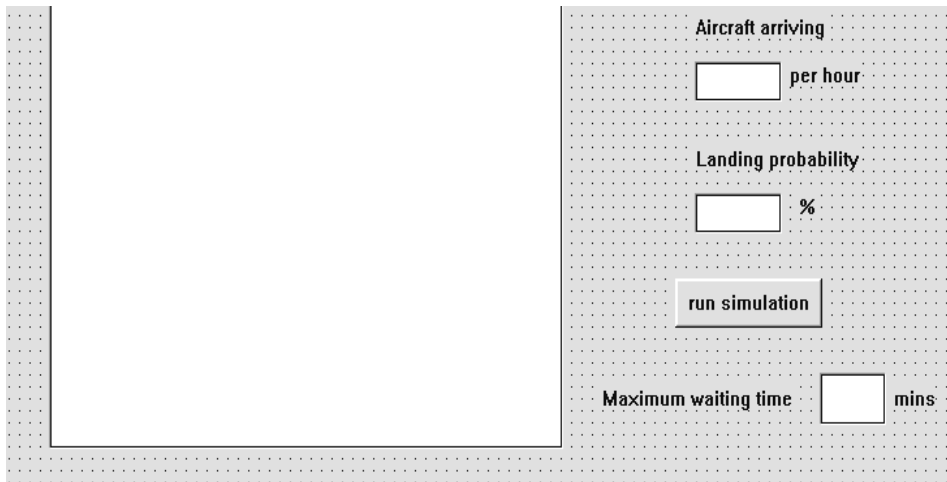 Aircraft arriving
per hour
Landing probability
%
run simulation
Maximum waiting time mins